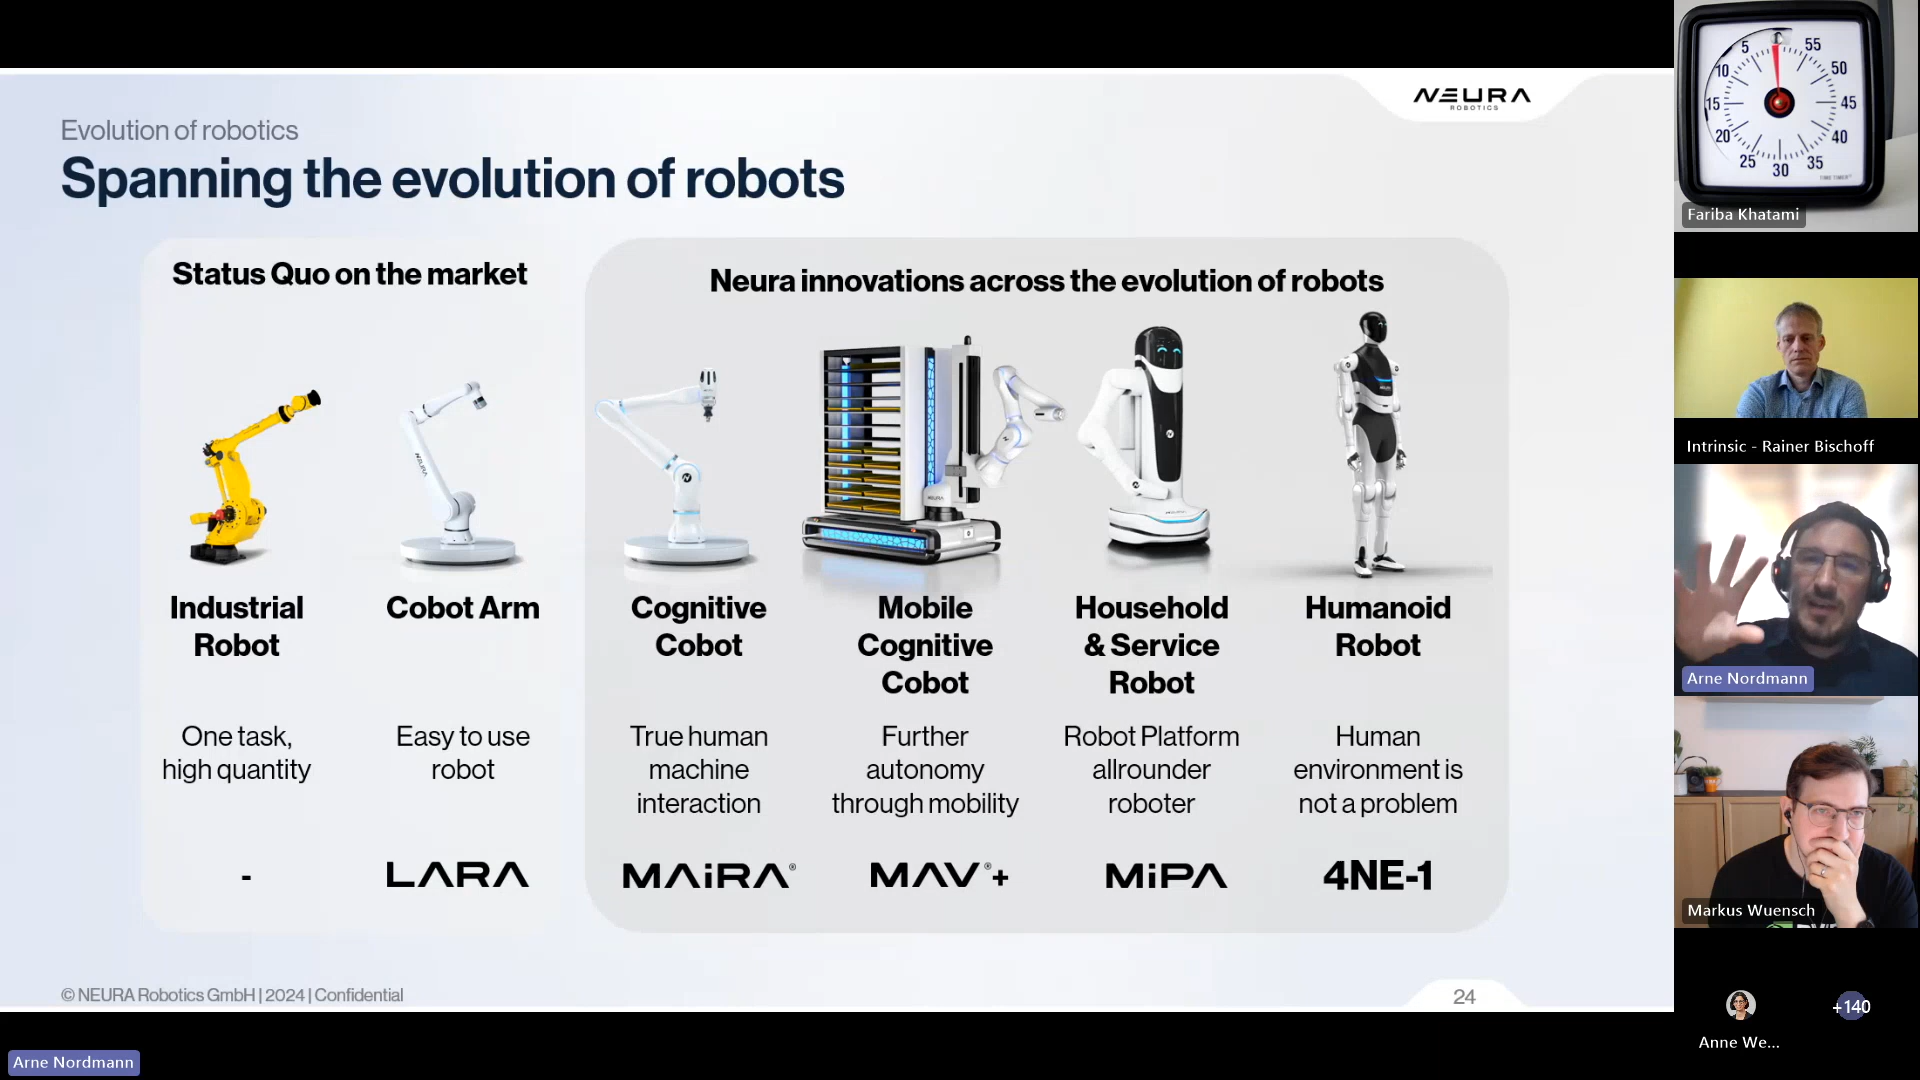 NEURA
ROBOTICS
Evolution of robotics
Spanning the evolution of robots
Status Quo on the market
Neura innovations across the evolution of robots
Industrial
Robot
One task,
high quantity
-
Cobot Arm
Easy to use
robot
LARA
Cognitive
Cobot
True human
machine
interaction
MAiRA®
Mobile
Cognitive
Cobot
Further
autonomy
through mobility
MAV®+
Household
& Service
Robot
Robot Platform
allrounder
roboter
MiPA
Humanoid
Robot
Human
environment is
not a problem
4NE-1
© NEURA Robotics GmbH | 2024 | Confidential
24
Arne Nordmann
5
55
10
50
15
45
20
40
25
35
30
Fariba Khatami
Intrinsic - Rainer Bischoff
Arne Nordmann
Markus Wuensch
Anne We...
+140